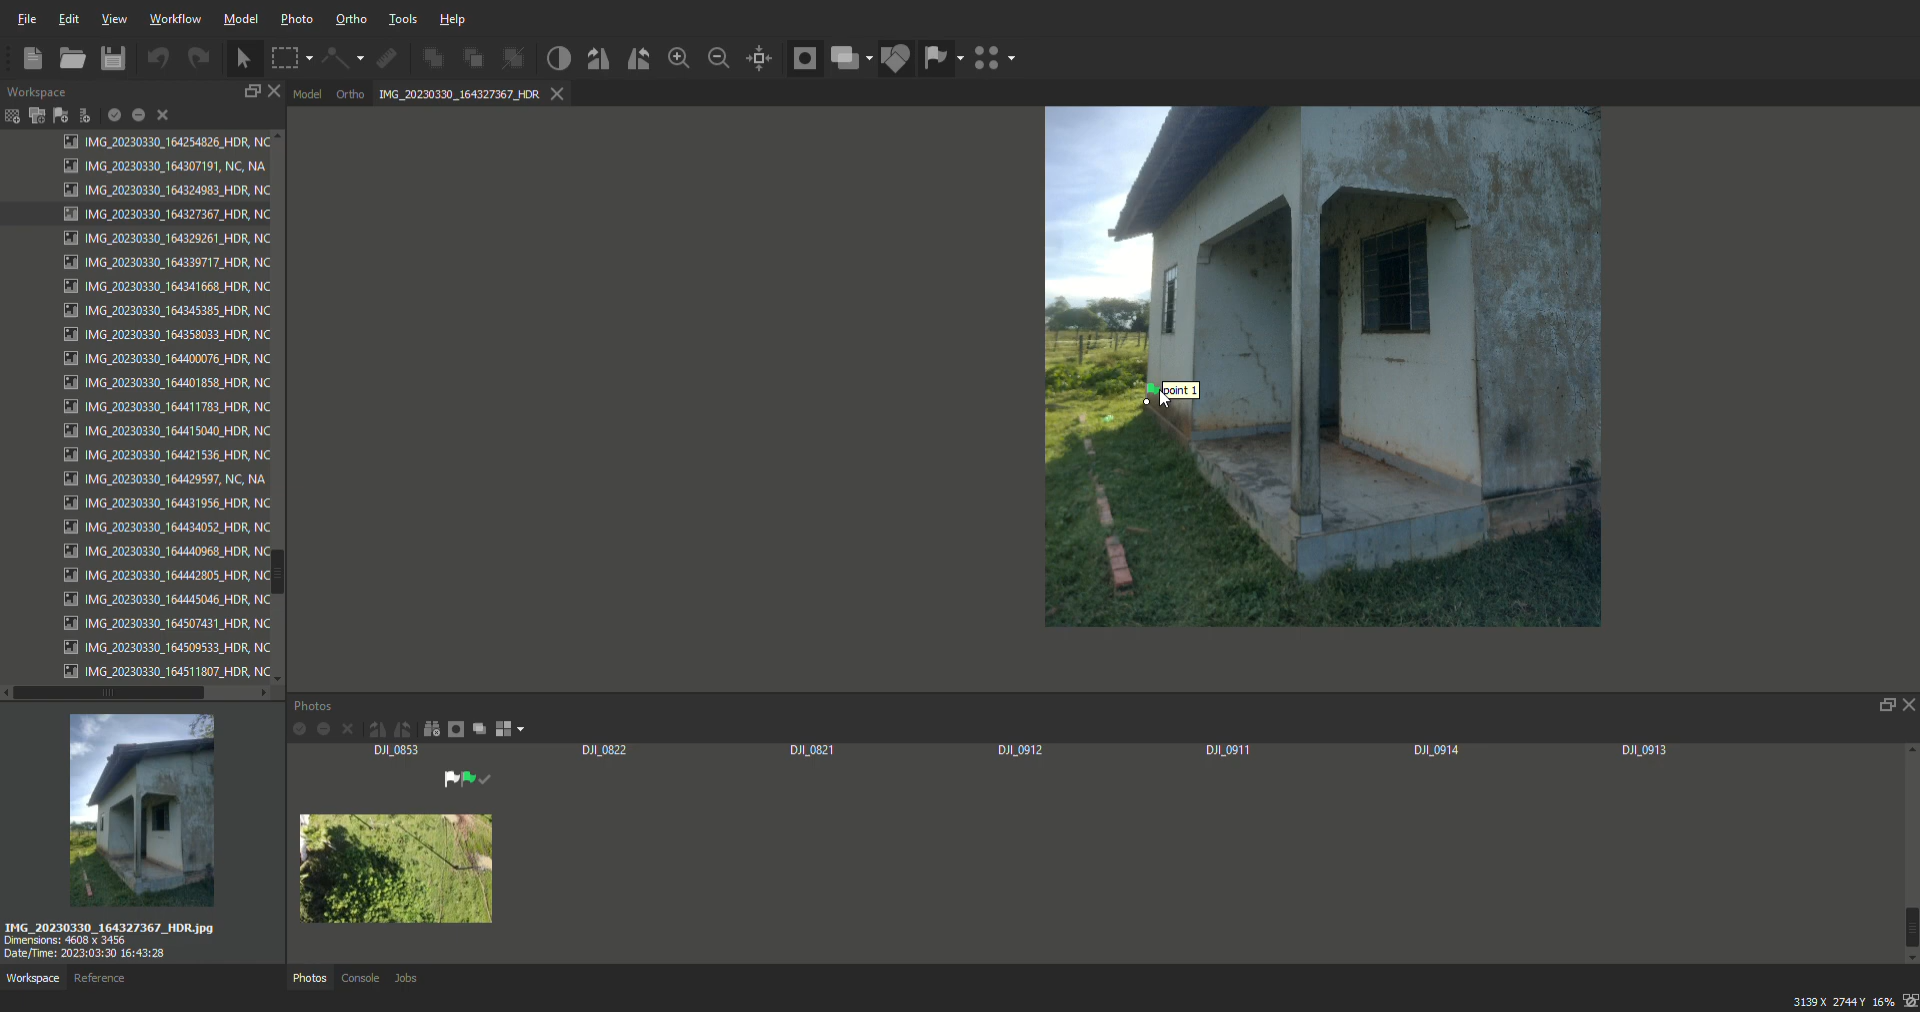 File Edit View Workflow Model Photo Ortho Tools Help
Workspace
Model Ortho IMG_20230330_164327367_HDR
IMG_20230330_164254826_HDR, NC
IMG_20230330_164307191, NC, NA
IMG_20230330_164324983_HDR, NC
IMG_20230330_164327367_HDR, NC
IMG_20230330_164329261_HDR, NC
IMG_20230330_164339717_HDR, NC
IMG_20230330_164341668_HDR, NC
IMG_20230330_164345385_HDR, NC
IMG_20230330_164358033_HDR, NC
IMG_20230330_164400076_HDR, NC
IMG_20230330_164401858_HDR, NC
IMG_20230330_164411783_HDR, NC
IMG_20230330_164415040_HDR, NC
IMG_20230330_164421536_HDR, NC
IMG_20230330_164429597, NC, NA
IMG_20230330_164431956_HDR, NC
IMG_20230330_164434052_HDR, NC
IMG_20230330_164440968_HDR, NC
IMG_20230330_164442805_HDR, NC
IMG_20230330_164445046_HDR, NC
IMG_20230330_164507431_HDR, NC
IMG_20230330_164509533_HDR, NC
IMG_20230330_164511807_HDR, NC
point 1
IMG_20230330_164327367_HDR.jpg
Dimensions: 4608 x 3456
Date/Time: 2023:03:30 16:43:28
Workspace Reference
Photos
DJI_0853 DJI_0822 DJI_0821 DJI_0912 DJI_0911 DJI_0914 DJI_0913
Photos Console Jobs
3139 X 2744 Y 16%